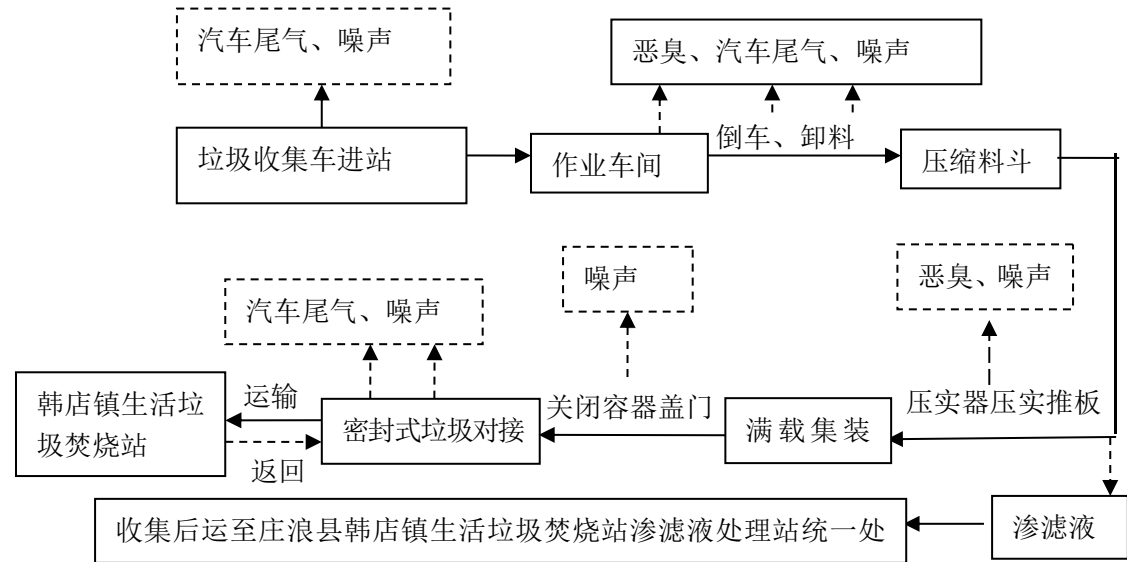 汽车尾气、噪声
恶臭、汽车尾气、噪声
垃圾收集车进站
作业车间
倒车、卸料
压缩料斗
汽车尾气、噪声
噪声
恶臭、噪声
韩店镇生活垃
圾焚烧站
运输
返回
密封式垃圾对接
关闭容器盖门
满载集装
压实器压实推板
收集后运至庄浪县韩店镇生活垃圾焚烧站渗滤液处理站统一处
渗滤液